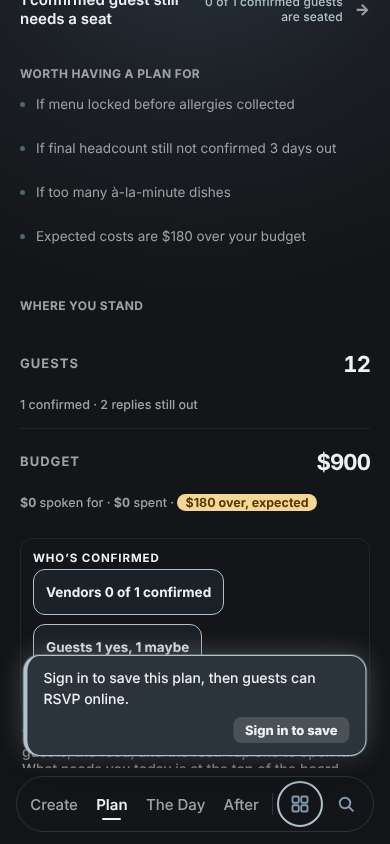 1 confirmed guest still
needs a seat
0 of 1 confirmed guests
are seated
WORTH HAVING A PLAN FOR
If menu locked before allergies collected
If final headcount still not confirmed 3 days out
If too many à-la-minute dishes
Expected costs are $180 over your budget
WHERE YOU STAND
GUESTS
12
1 confirmed · 2 replies still out
BUDGET
$900
$0 spoken for · $0 spent · $180 over, expected
WHO'S CONFIRMED
Vendors 0 of 1 confirmed
Guests 1 yes, 1 maybe
Sign in to save this plan, then guests can
RSVP online.
Sign in to save
What needs you today is at the top of the board
Create
Plan
The Day
After